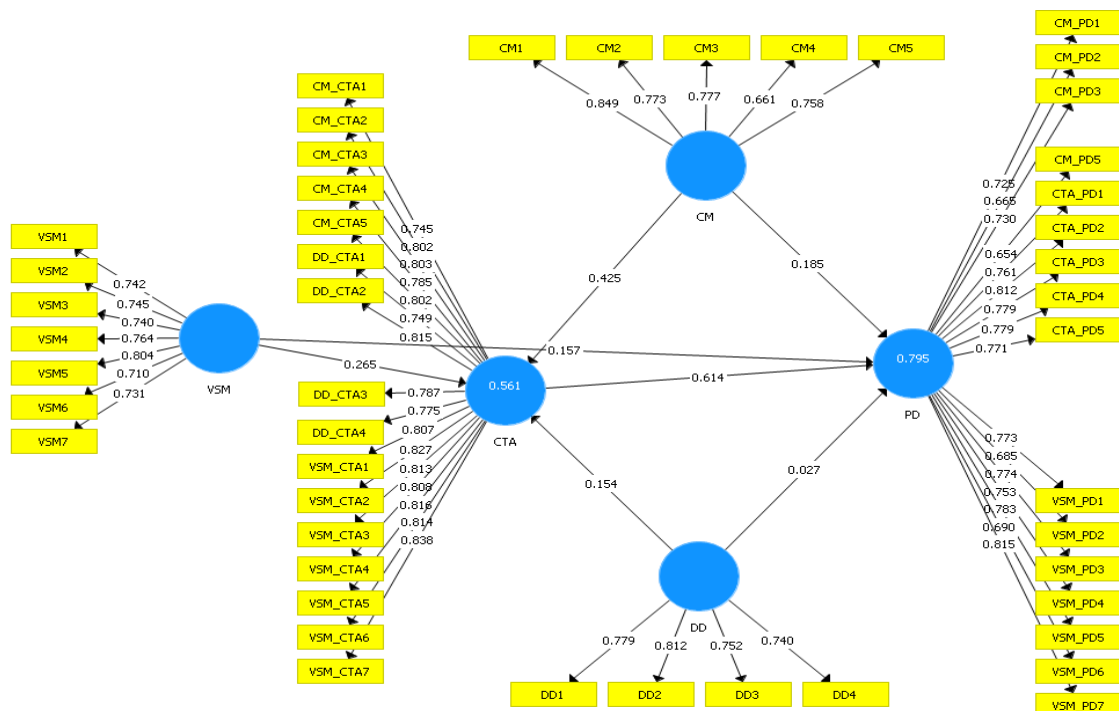 CM1
CM2
CM3
CM4
CM5
0.849
0.773
0.777
0.661
0.758
CM
0.425
0.185
CM_CTA1
CM_CTA2
CM_CTA3
CM_CTA4
CM_CTA5
DD_CTA1
DD_CTA2
0.745
0.802
0.803
0.785
0.802
0.749
0.815
VSM1
VSM2
VSM3
VSM4
VSM5
VSM6
VSM7
0.742
0.745
0.740
0.764
0.804
0.710
0.731
VSM
0.265
0.157
0.561
CTA
0.614
DD_CTA3
DD_CTA4
VSM_CTA1
VSM_CTA2
VSM_CTA3
VSM_CTA4
VSM_CTA5
VSM_CTA6
VSM_CTA7
0.787
0.775
0.807
0.827
0.813
0.808
0.816
0.814
0.838
0.154
0.027
DD
0.779
0.812
0.752
0.740
DD1
DD2
DD3
DD4
CM_PD1
CM_PD2
CM_PD3
CM_PD5
CTA_PD1
CTA_PD2
CTA_PD3
CTA_PD4
CTA_PD5
0.725
0.665
0.730
0.654
0.761
0.812
0.779
0.779
0.771
0.795
PD
0.773
0.685
0.774
0.753
0.783
0.690
0.815
VSM_PD1
VSM_PD2
VSM_PD3
VSM_PD4
VSM_PD5
VSM_PD6
VSM_PD7